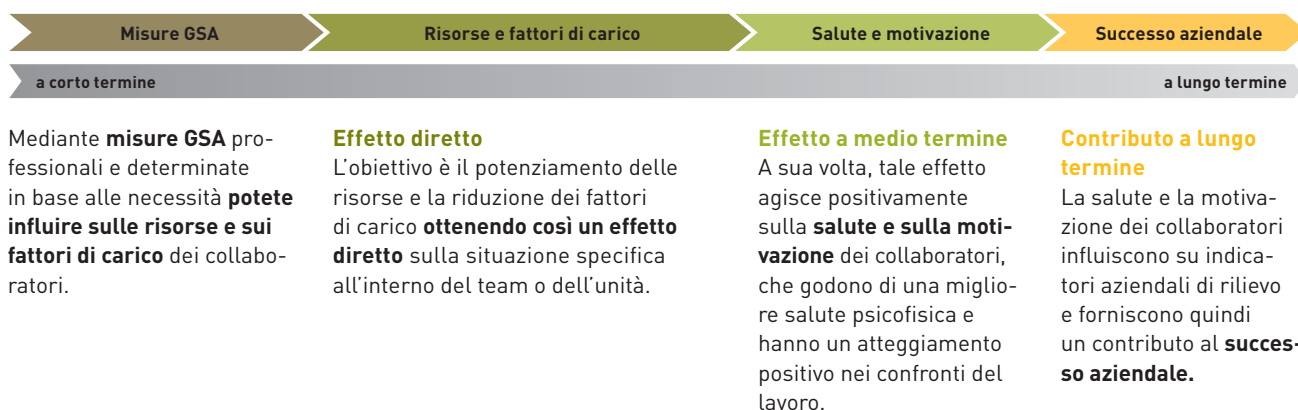 Misure GSA
Risorse e fattori di carico
Salute e motivazione
Successo aziendale
a corto termine
a lungo termine
Mediante misure GSA pro-
fessionali e determinate
in base alle necessità potete
influire sulle risorse e sui
fattori di carico dei collabo-
ratori.
Effetto diretto
L'obiettivo è il potenziamento delle
risorse e la riduzione dei fattori
di carico ottenendo così un effetto
diretto sulla situazione specifica
all'interno del team o dell'unità.
Effetto a medio termine
A sua volta, tale effetto
agisce positivamente
sulla salute e sulla moti-
vazione dei collaboratori,
che godono di una miglio-
re salute psicofisica e
hanno un atteggiamento
positivo nei confronti del
lavoro.
Contributo a lungo
termine
La salute e la motiva-
zione dei collaboratori
influiscono su indica-
tori aziendali di rilievo
e forniscono quindi
un contributo al succes-
so aziendale.